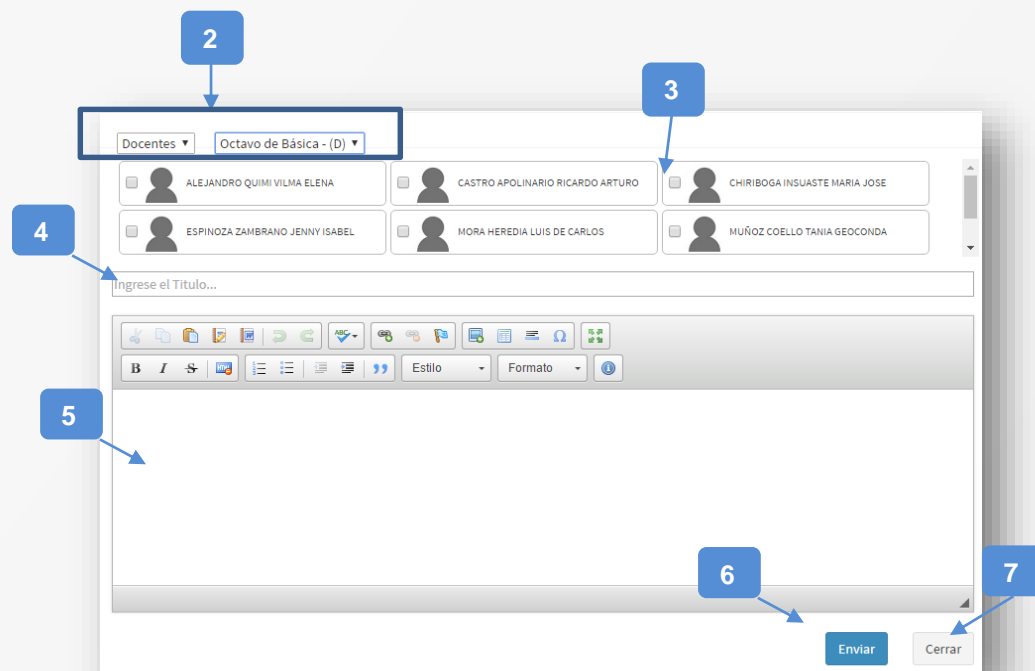 2
3
Docentes ▼ Octavo de Básica - (D) ▼
ALEJANDRO QUIMI VILMA ELENA CASTRO APOLINARIO RICARDO ARTURO CHIRIBOGA INSUASTE MARIA JOSE
4
ESPINOZA ZAMBRANO JENNY ISABEL MORA HEREDIA LUIS DE CARLOS MUÑOZ COELLO TANIA GEOCONDA
Ingrese el Titulo...
ABC
B I S HTML Estilo Formato
5
6
7
Enviar Cerrar